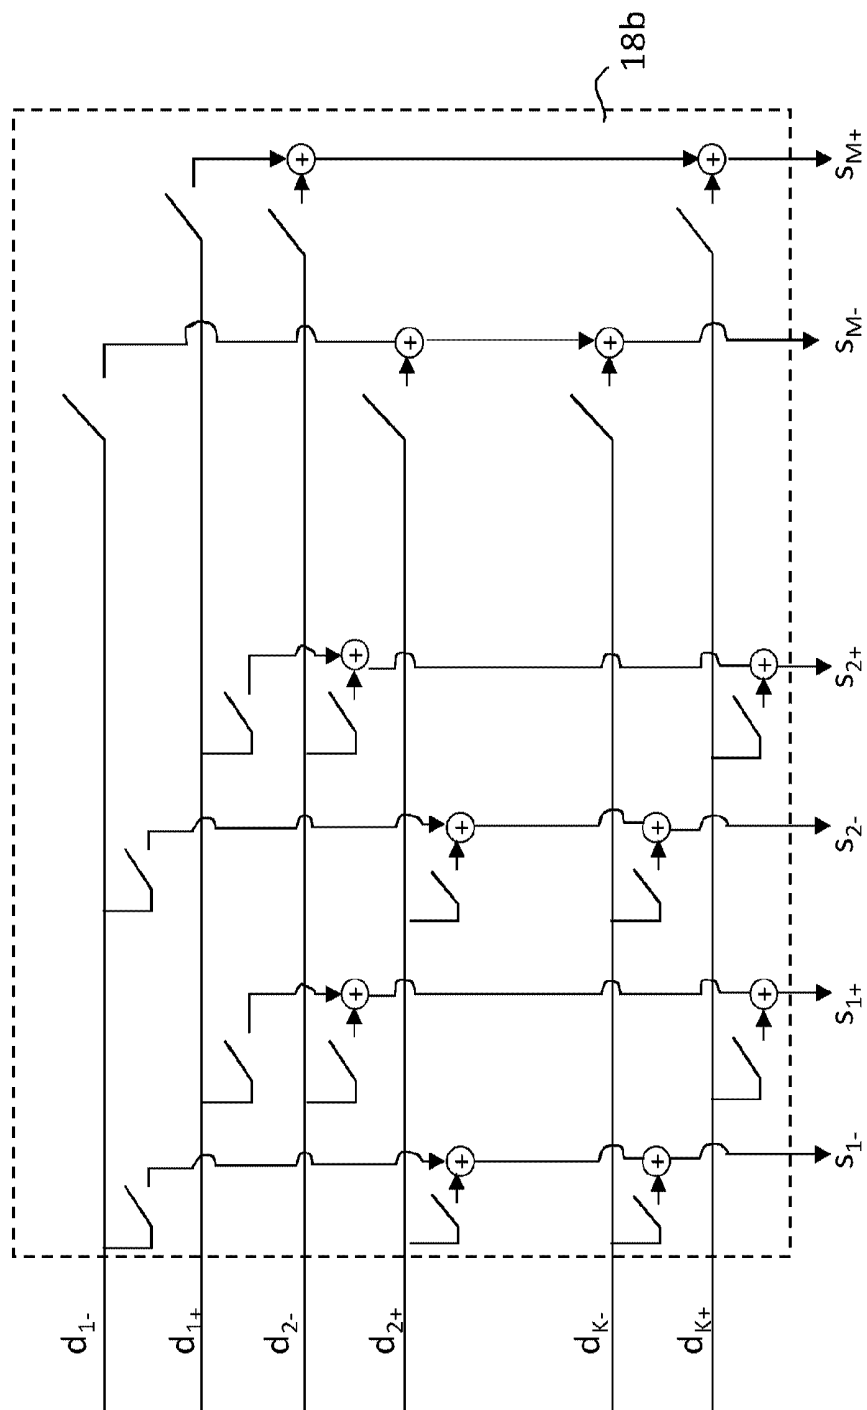 18b
d1-
d1+
d2-
d2+
dK-
dK+
s1-
s1+
s2-
s2+
sM-
sM+
+
+
+
+
+
+
+
+
+
+
+
+